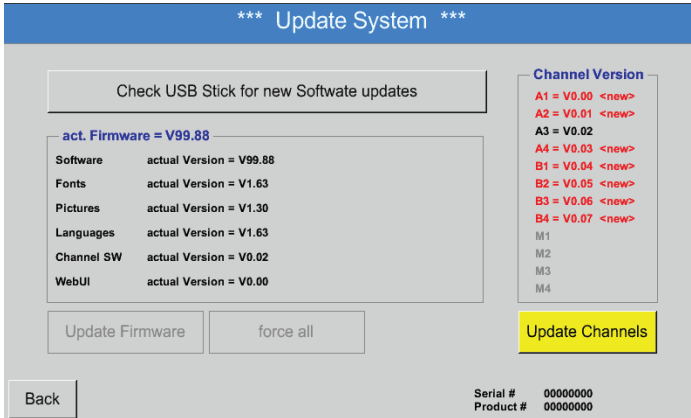 *** Update System ***
Check USB Stick for new Softwate updates
act. Firmware = V99.88
Software actual Version = V99.88
Fonts actual Version = V1.63
Pictures actual Version = V1.30
Languages actual Version = V1.63
Channel SW actual Version = V0.02
WebUI actual Version = V0.00
Channel Version
A1 = V0.00 <new>
A2 = V0.01 <new>
A3 = V0.02
A4 = V0.03 <new>
B1 = V0.04 <new>
B2 = V0.05 <new>
B3 = V0.06 <new>
B4 = V0.07 <new>
M1
M2
M3
M4
Update Firmware
force all
Update Channels
Back
Serial # 00000000
Product # 00000000